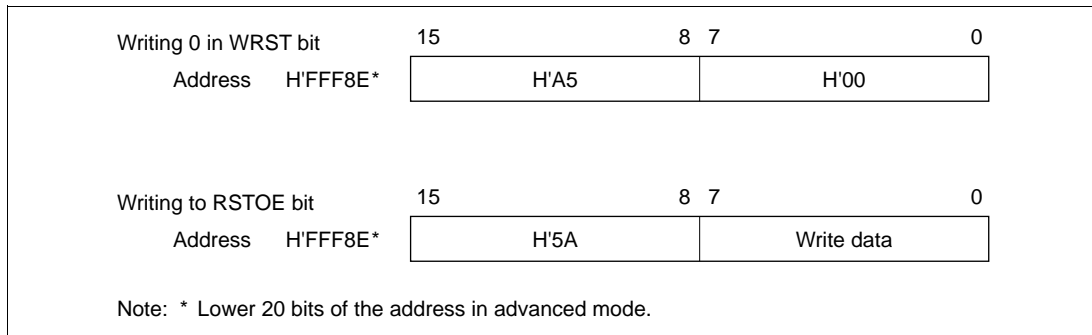 Writing 0 in WRST bit 15 8 7 0
Address H'FFF8E* H'A5 H'00
Writing to RSTOE bit 15 8 7 0
Address H'FFF8E* H'5A Write data
Note: * Lower 20 bits of the address in advanced mode.